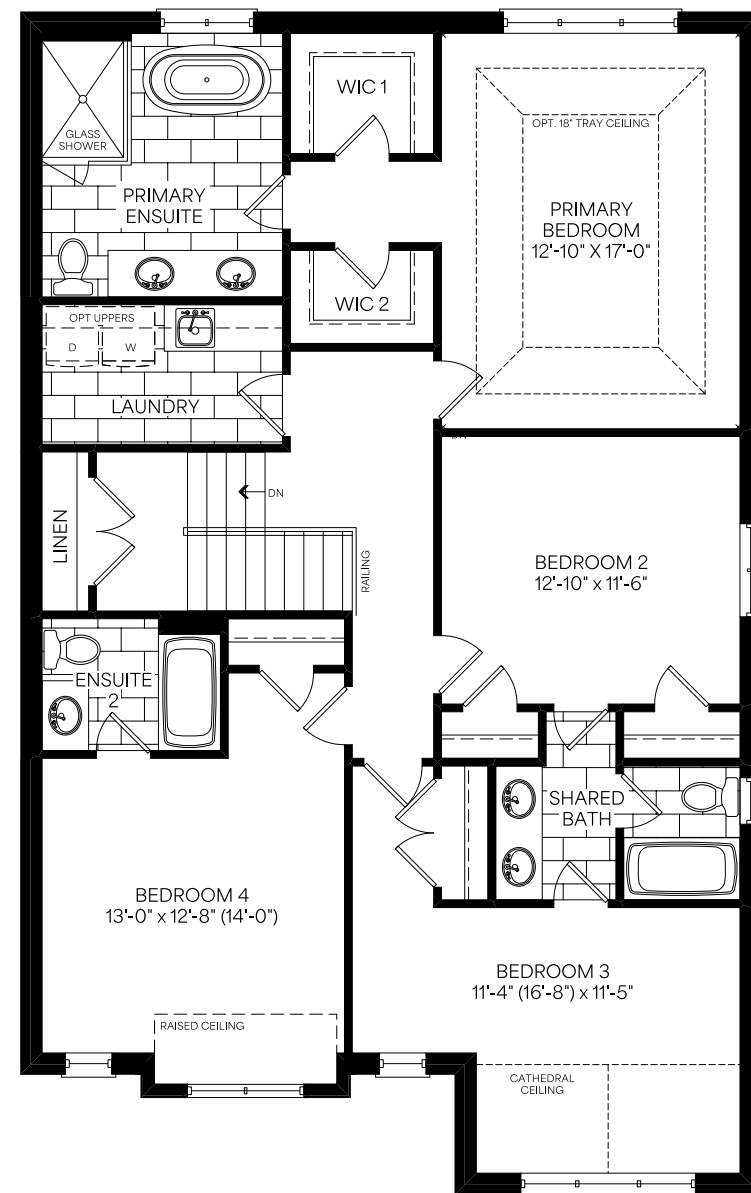 WIC 1
OPT. 18" TRAY CEILING
GLASS
SHOWER
PRIMARY
ENSUITE
PRIMARY
BEDROOM
12'-10" X 17'-0"
WIC 2
OPT UPPERS
D
W
LAUNDRY
DN
DN
LINEN
RAILING
BEDROOM 2
12'-10" x 11'-6"
ENSUITE
2
SHARED
BATH
BEDROOM 4
13'-0" x 12'-8" (14'-0")
BEDROOM 3
11'-4" (16'-8") x 11'-5"
RAISED CEILING
CATHEDRAL
CEILING